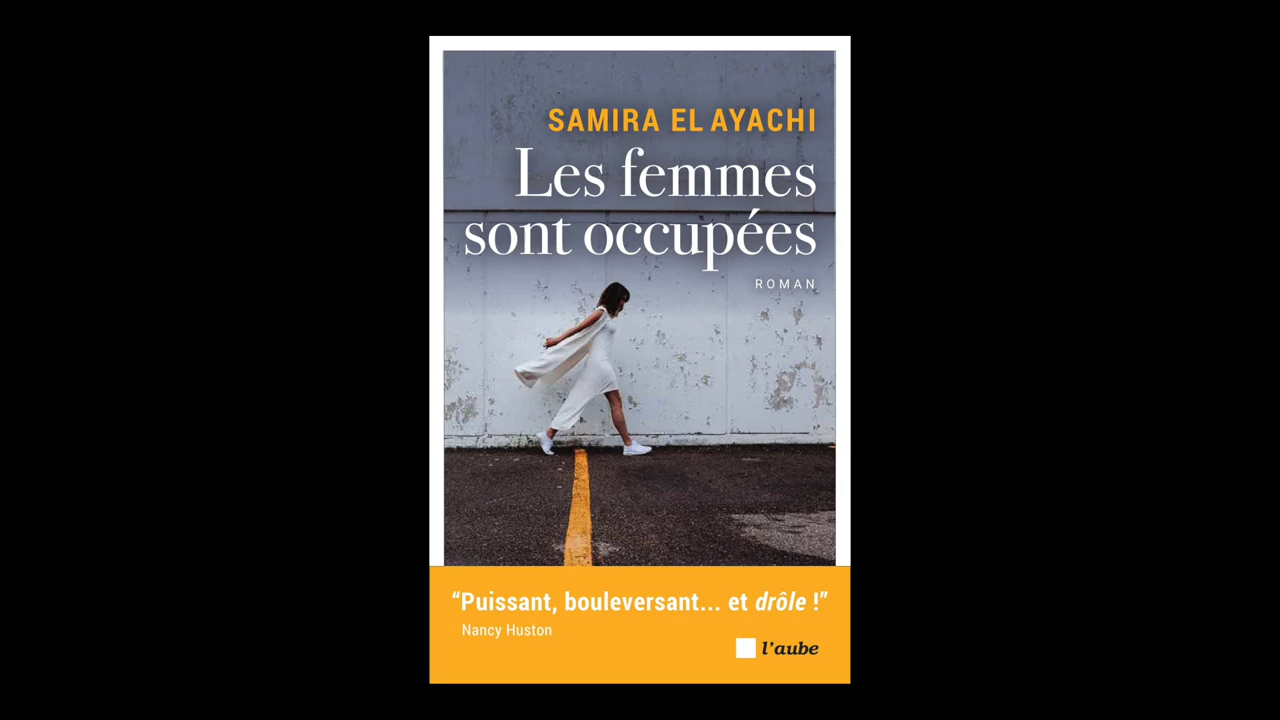 SAMIRA EL AYACHI
Les femmes
sont occupées
ROMAN
“Puissant, bouleversant... et drôle !”
Nancy Huston
l’aube